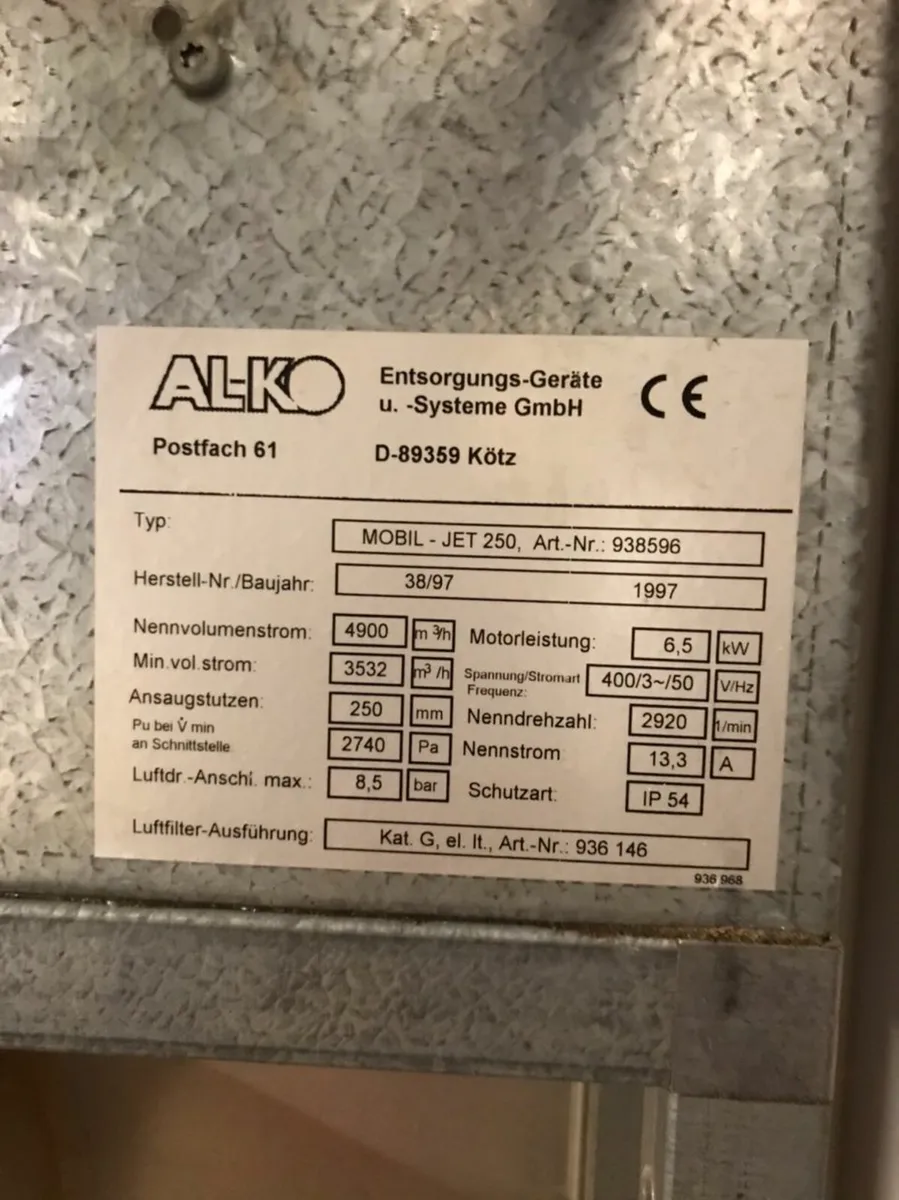 AL-KO
Entsorgungs-Geräte
u. -Systeme GmbH
CE
Postfach 61 D-89359 Kötz
Typ: MOBIL - JET 250, Art.-Nr.: 938596
Herstell-Nr./Baujahr: 38/97 1997
Nennvolumenstrom: 4900 m³/h Motorleistung: 6,5 kW
Min.vol.strom: 3532 m³/h Spannung/Stromart Frequenz: 400/3~/50 V/Hz
Ansaugstutzen: 250 mm Nenndrehzahl: 2920 1/min
Pu bei V̇ min
an Schnittstelle 2740 Pa Nennstrom 13,3 A
Luftdr.-Anschl. max.: 8,5 bar Schutzart: IP 54
Luftfilter-Ausführung: Kat. G, el. lt., Art.-Nr.: 936 146
936 968